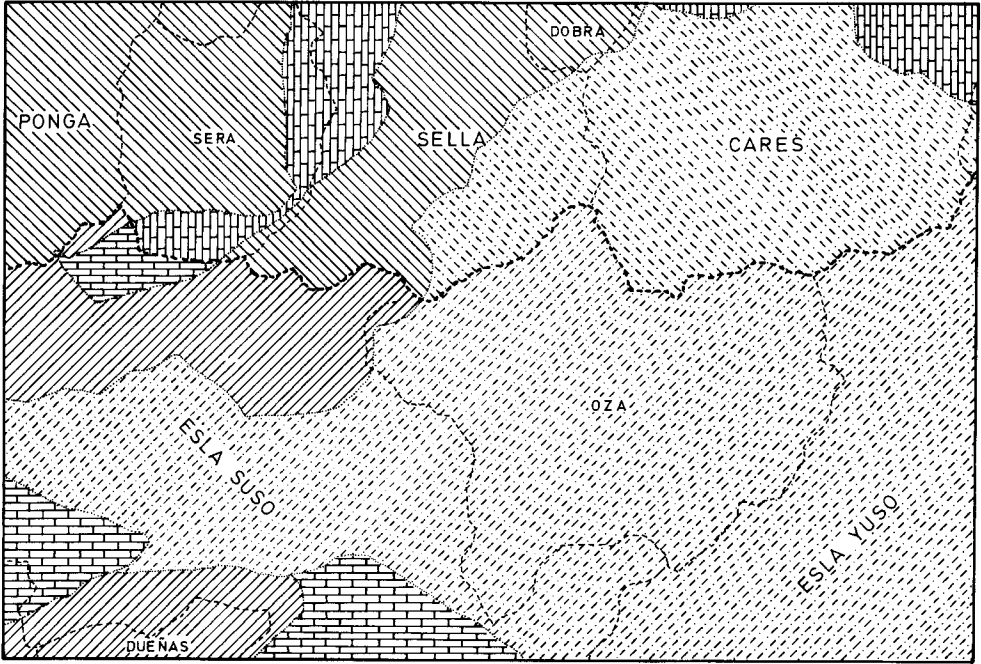 DOBRA
PONGA
SERA
SELLA
CARES
OZA
ESLA SUSO
ESLA YUSO
DUEÑAS